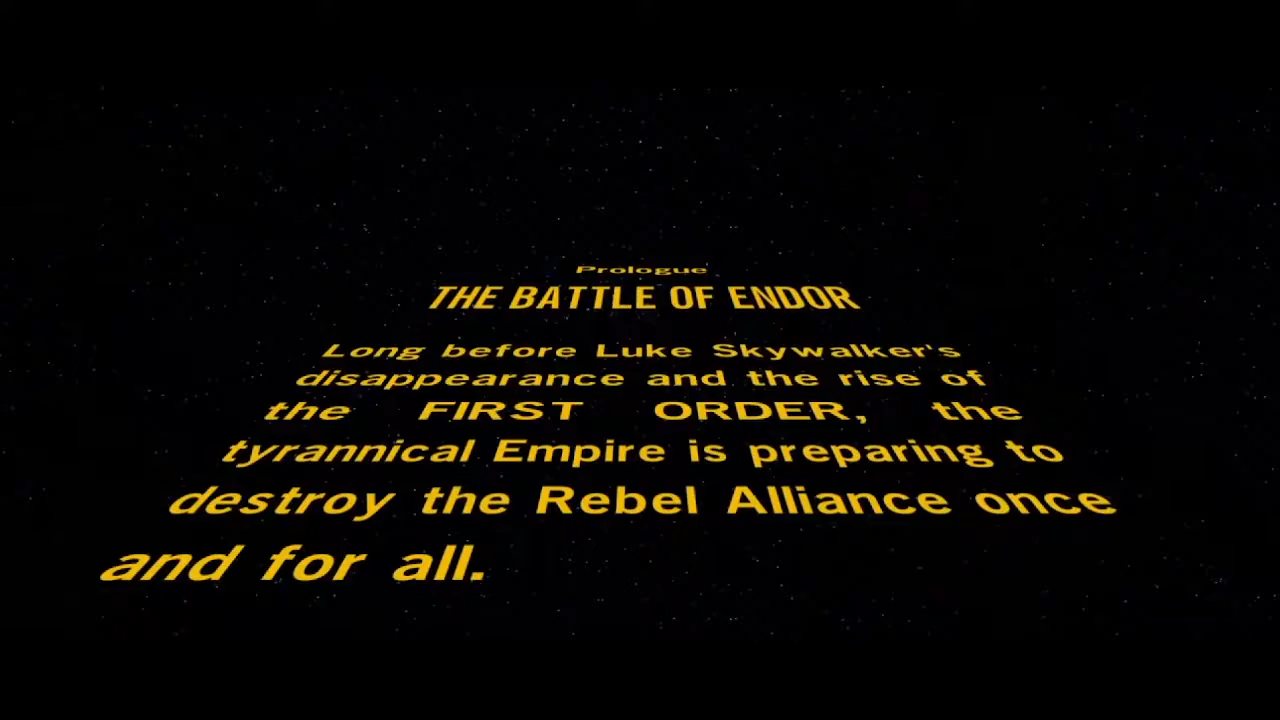 Prologue
THE BATTLE OF ENDOR
Long before Luke Skywalker's
disappearance and the rise of
the FIRST ORDER, the
tyrannical Empire is preparing to
destroy the Rebel Alliance once
and for all.